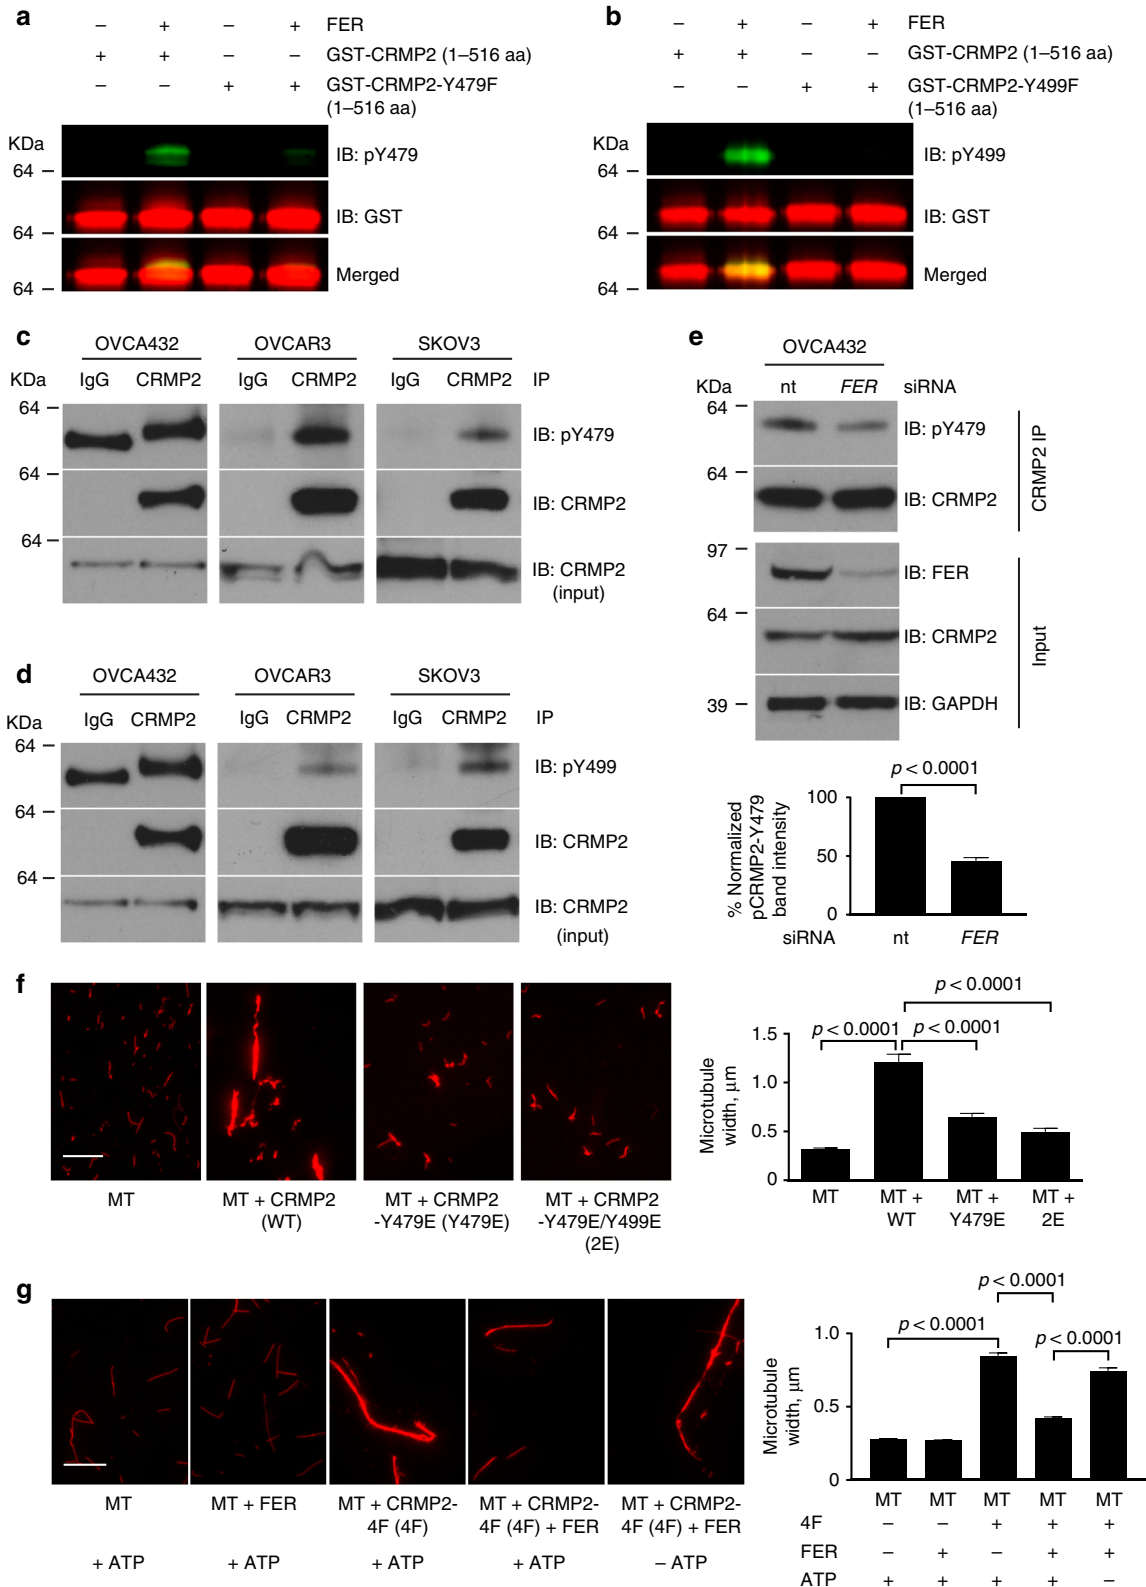 a
– + – + FER
+ + – – GST-CRMP2 (1–516 aa)
– – + + GST-CRMP2-Y479F
(1–516 aa)
KDa
64 IB: pY479
64 IB: GST
64 Merged
b
– + – + FER
+ + – – GST-CRMP2 (1–516 aa)
– – + + GST-CRMP2-Y499F
(1–516 aa)
KDa
64 IB: pY499
64 IB: GST
64 Merged
c
OVCA432 OVCAR3 SKOV3
KDa IgG CRMP2 IgG CRMP2 IgG CRMP2 IP
64 IB: pY479
64 IB: CRMP2
64 IB: CRMP2
(input)
d
OVCA432 OVCAR3 SKOV3
KDa IgG CRMP2 IgG CRMP2 IgG CRMP2 IP
64 IB: pY499
64 IB: CRMP2
64 IB: CRMP2
(input)
e
OVCA432
KDa nt FER siRNA
64 IB: pY479
64 IB: CRMP2
CRMP2 IP
97 IB: FER
64 IB: CRMP2
39 IB: GAPDH
Input
p < 0.0001
% Normalized
pCRMP2-Y479
band intensity
100
50
0
siRNA nt FER
f
MT
MT + CRMP2
(WT)
MT + CRMP2
-Y479E (Y479E)
MT + CRMP2
-Y479E/Y499E
(2E)
p < 0.0001
p < 0.0001 p < 0.0001
Microtubule
width, μm
1.5
1.0
0.5
0
MT MT + MT + MT +
WT Y479E 2E
g
MT
+ ATP
MT + FER
+ ATP
MT + CRMP2-
4F (4F)
+ ATP
MT + CRMP2-
4F (4F) + FER
+ ATP
MT + CRMP2-
4F (4F) + FER
– ATP
p < 0.0001
p < 0.0001 p < 0.0001
Microtubule
width, μm
1.0
0.5
0
MT MT MT MT MT
4F – – + + +
FER – + – + +
ATP + + + + –